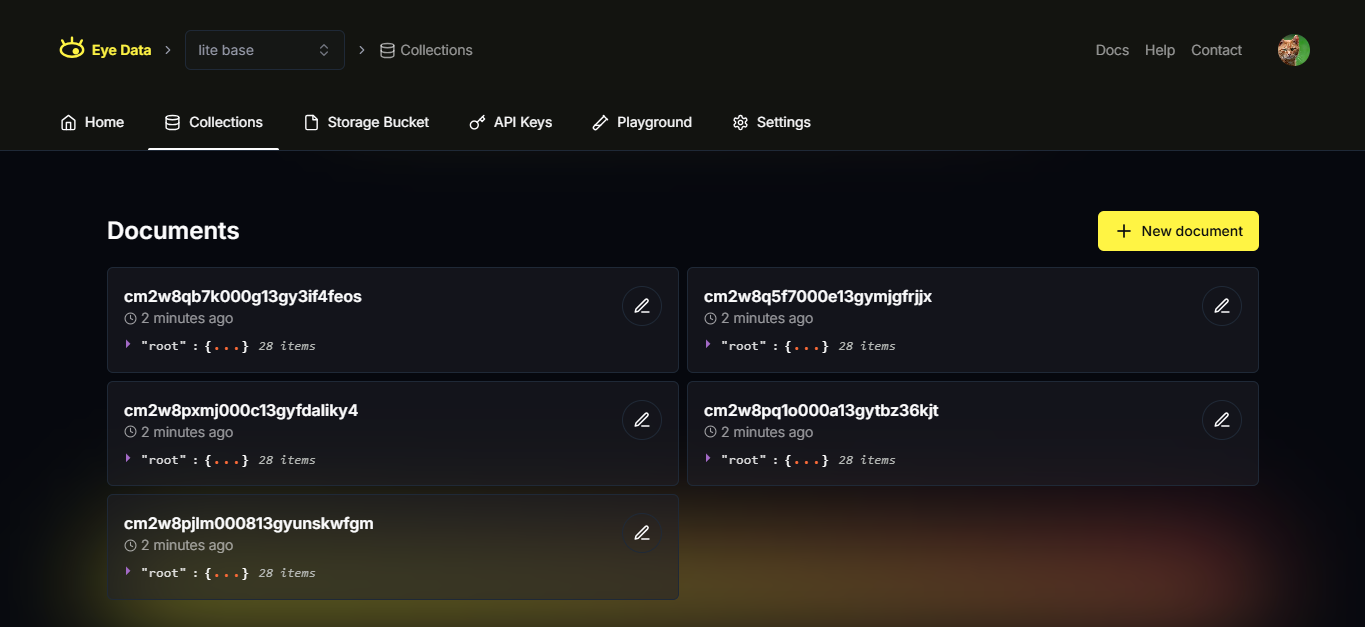 Eye Data > lite base > Collections Docs Help Contact
Home Collections Storage Bucket API Keys Playground Settings
Documents + New document
cm2w8qb7k000g13gy3if4feos
2 minutes ago
"root" : {...} 28 items
cm2w8q5f7000e13gymjgfrjjx
2 minutes ago
"root" : {...} 28 items
cm2w8pxmj000c13gyfdaliky4
2 minutes ago
"root" : {...} 28 items
cm2w8pq1o000a13gytbz36kjt
2 minutes ago
"root" : {...} 28 items
cm2w8pjlm000813gyunskwfgm
2 minutes ago
"root" : {...} 28 items